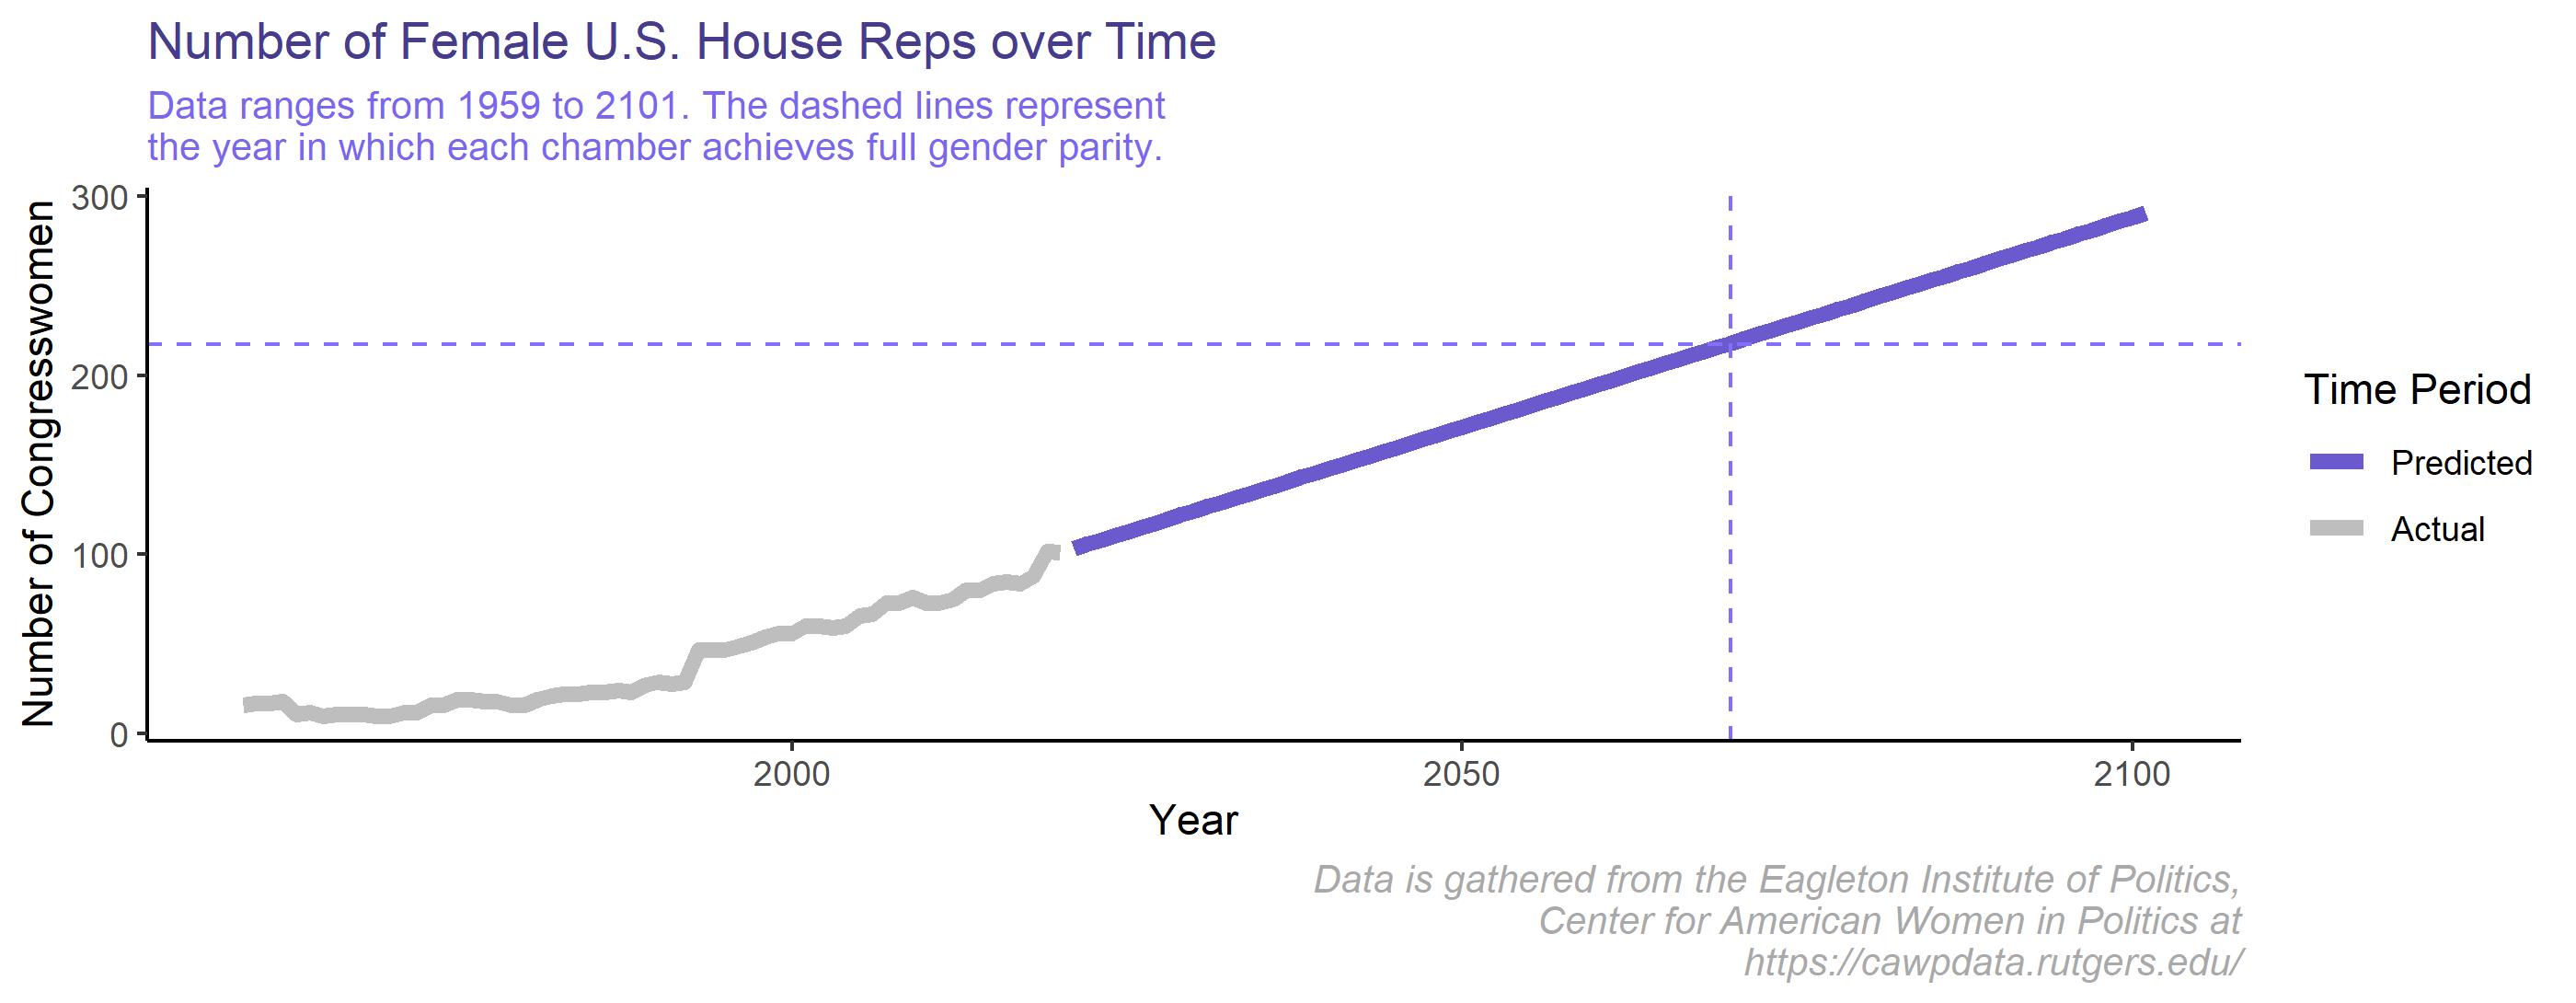 Number of Female U.S. House Reps over Time
Data ranges from 1959 to 2101. The dashed lines represent
the year in which each chamber achieves full gender parity.
Number of Congresswomen
300
200
100
0
2000
2050
2100
Year
Time Period
Predicted
Actual
Data is gathered from the Eagleton Institute of Politics,
Center for American Women in Politics at
https://cawpdata.rutgers.edu/